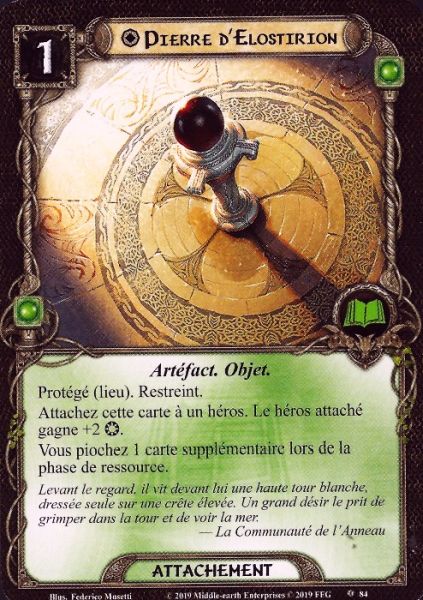 1
PIERRE D'ELOSTIRION
Artéfact. Objet.
Protégé (lieu). Restreint.
Attachez cette carte à un héros. Le héros attaché
gagne +2.
Vous piochez 1 carte supplémentaire lors de la
phase de ressource.
Levant le regard, il vit devant lui une haute tour blanche,
dressée seule sur une crête élevée. Un grand désir le prit de
grimper dans la tour et de voir la mer.
— La Communauté de l'Anneau
ATTACHEMENT
Illus. Federico Musetti © 2019 Middle-earth Enterprises © 2019 FFG 84